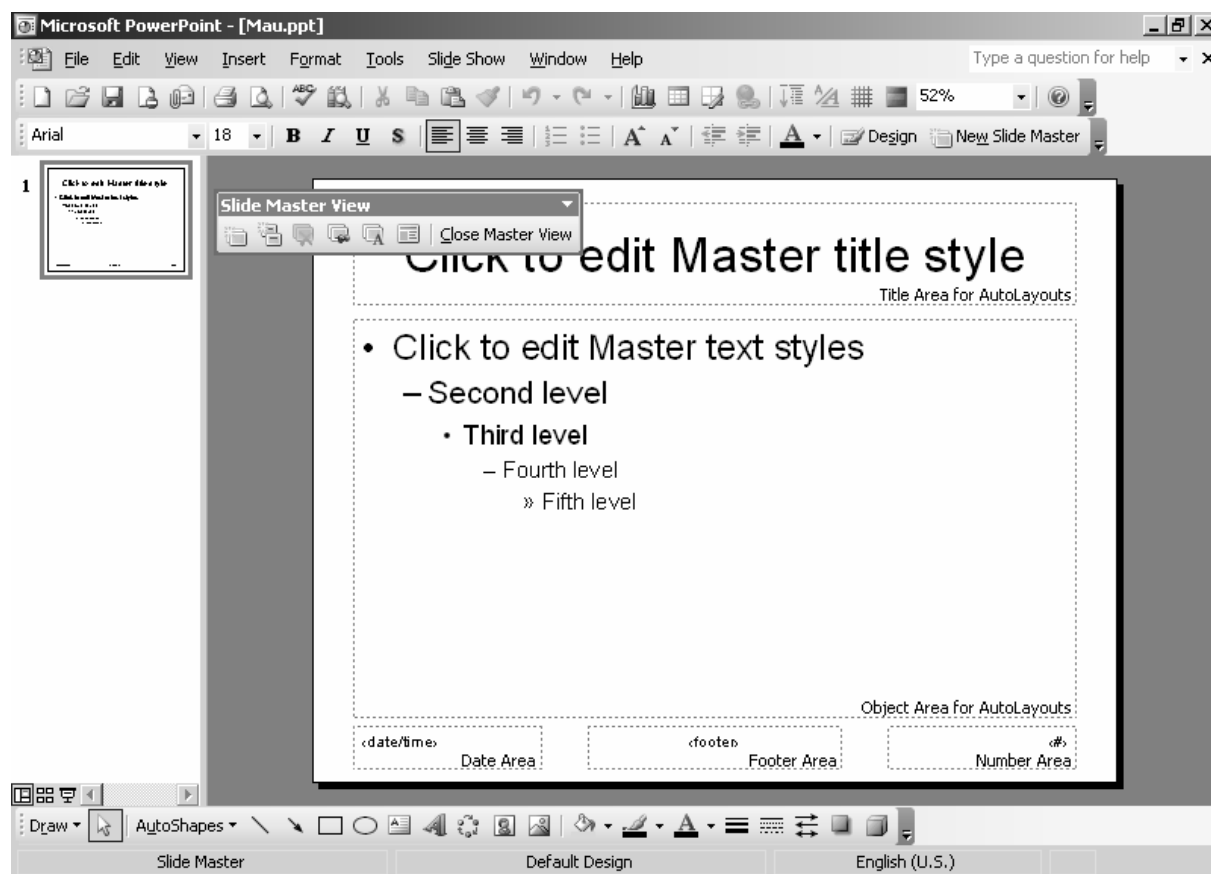 Microsoft PowerPoint - [Mau.ppt]
File Edit View Insert Format Tools Slide Show Window Help Type a question for help
52%
Arial 18 B I U S A A A Design New Slide Master
1
Slide Master View
Close Master View
Click to edit Master title style
Title Area for AutoLayouts
• Click to edit Master text styles
– Second level
• Third level
– Fourth level
» Fifth level
Object Area for AutoLayouts
‹date/time› ‹footer› ‹#›
Date Area Footer Area Number Area
Draw AutoShapes A
Slide Master Default Design English (U.S.)